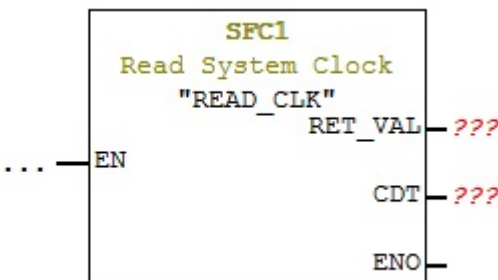 SFC1
Read System Clock
"READ_CLK"
RET_VAL ???
... EN
CDT ???
ENO